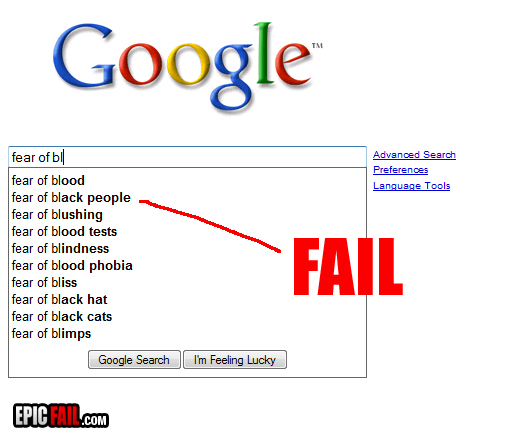 Google™
fear of bl
Advanced Search
Preferences
Language Tools
fear of blood
fear of black people
fear of blushing
fear of blood tests
fear of blindness
fear of blood phobia
fear of bliss
fear of black hat
fear of black cats
fear of blimps
FAIL
Google Search I'm Feeling Lucky
EPICFAIL.COM